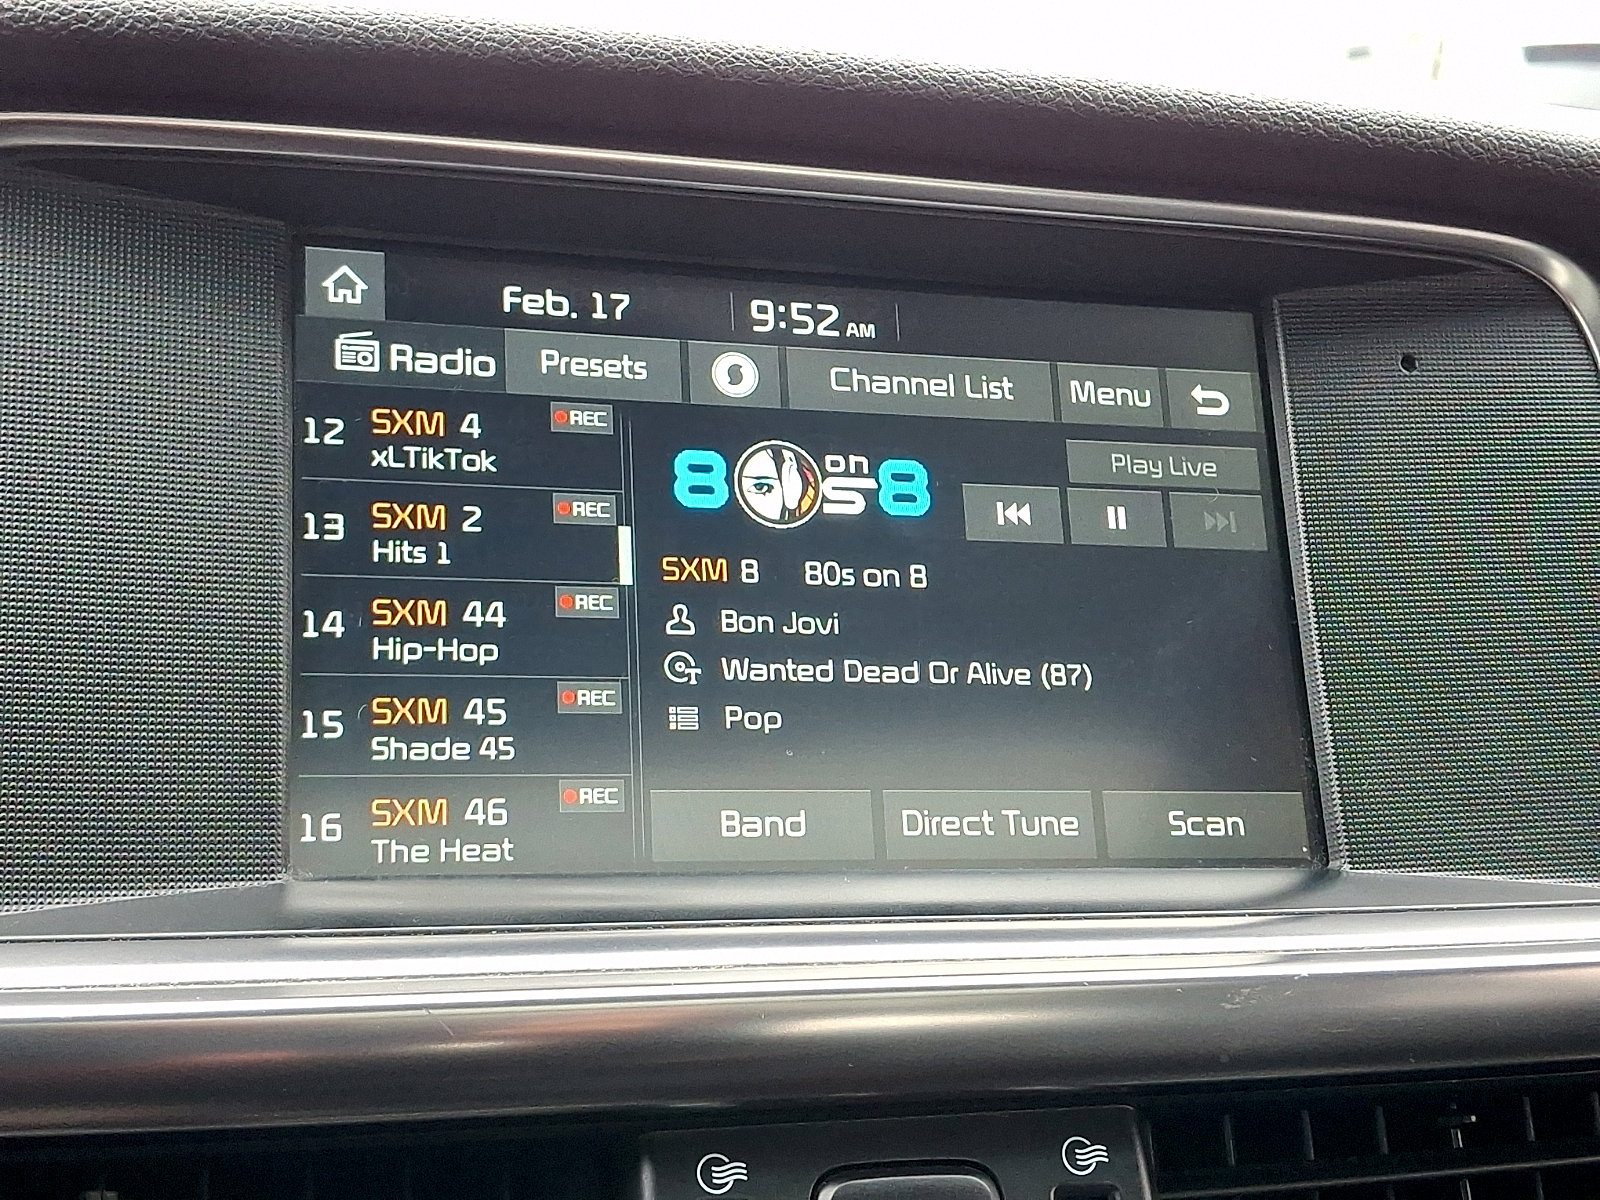 Feb. 17
9:52 AM
Radio
Presets
Channel List
Menu
12 SXM 4 REC
xLTikTok
13 SXM 2 REC
Hits 1
14 SXM 44 REC
Hip-Hop
15 SXM 45 REC
Shade 45
16 SXM 46 REC
The Heat
80s on 8
Play Live
SXM 8 80s on 8
Bon Jovi
Wanted Dead Or Alive (87)
Pop
Band
Direct Tune
Scan